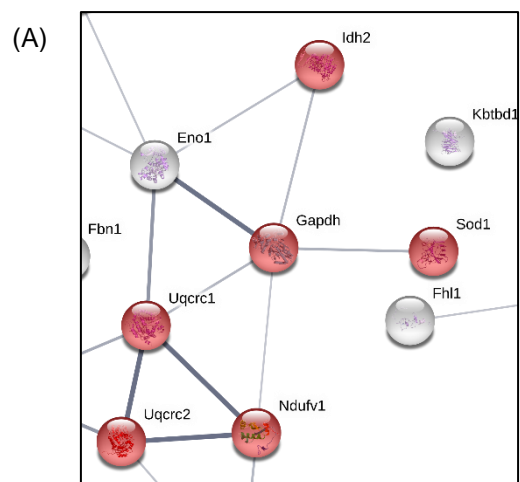 (A)
Idh2
Kbtbd1
Eno1
Gapdh
Sod1
Fbn1
Fhl1
Uqcrc1
Ndufv1
Uqcrc2